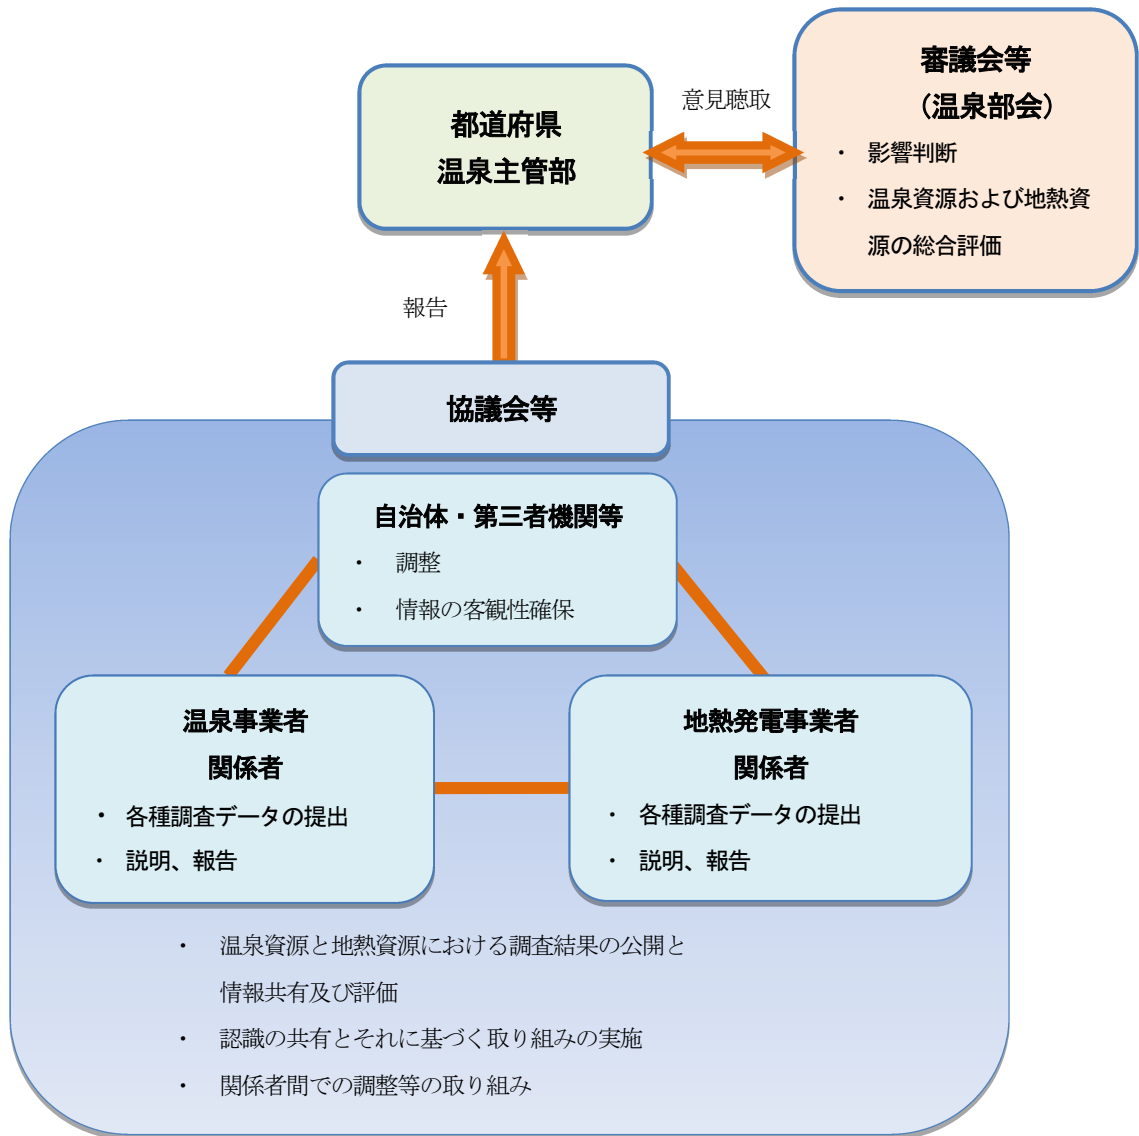 審議会等
(温泉部会)
・ 影響判断
・ 温泉資源および地熱資
源の総合評価
意見聴取
都道府県
温泉主管部
報告
協議会等
自治体・第三者機関等
・ 調整
・ 情報の客観性確保
温泉事業者
関係者
・ 各種調査データの提出
・ 説明、報告
地熱発電事業者
関係者
・ 各種調査データの提出
・ 説明、報告
・ 温泉資源と地熱資源における調査結果の公開と
情報共有及び評価
・ 認識の共有とそれに基づく取り組みの実施
・ 関係者間での調整等の取り組み